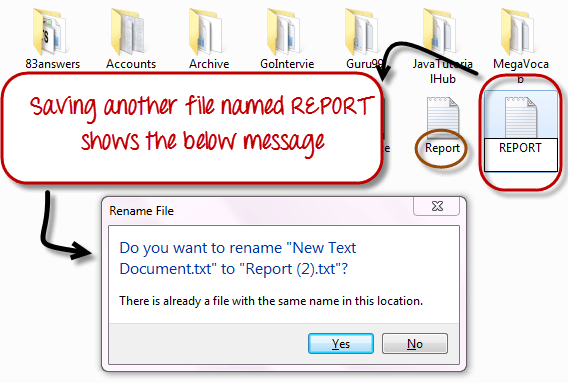 83answers Accounts Archive GoIntervie Guru99 JavaTutoria MegaVoca
lHub b
Saving another file named REPORT
shows the below message
e Report REPORT
Rename File
Do you want to rename "New Text
Document.txt" to "Report (2).txt"?
There is already a file with the same name in this location.
Yes No